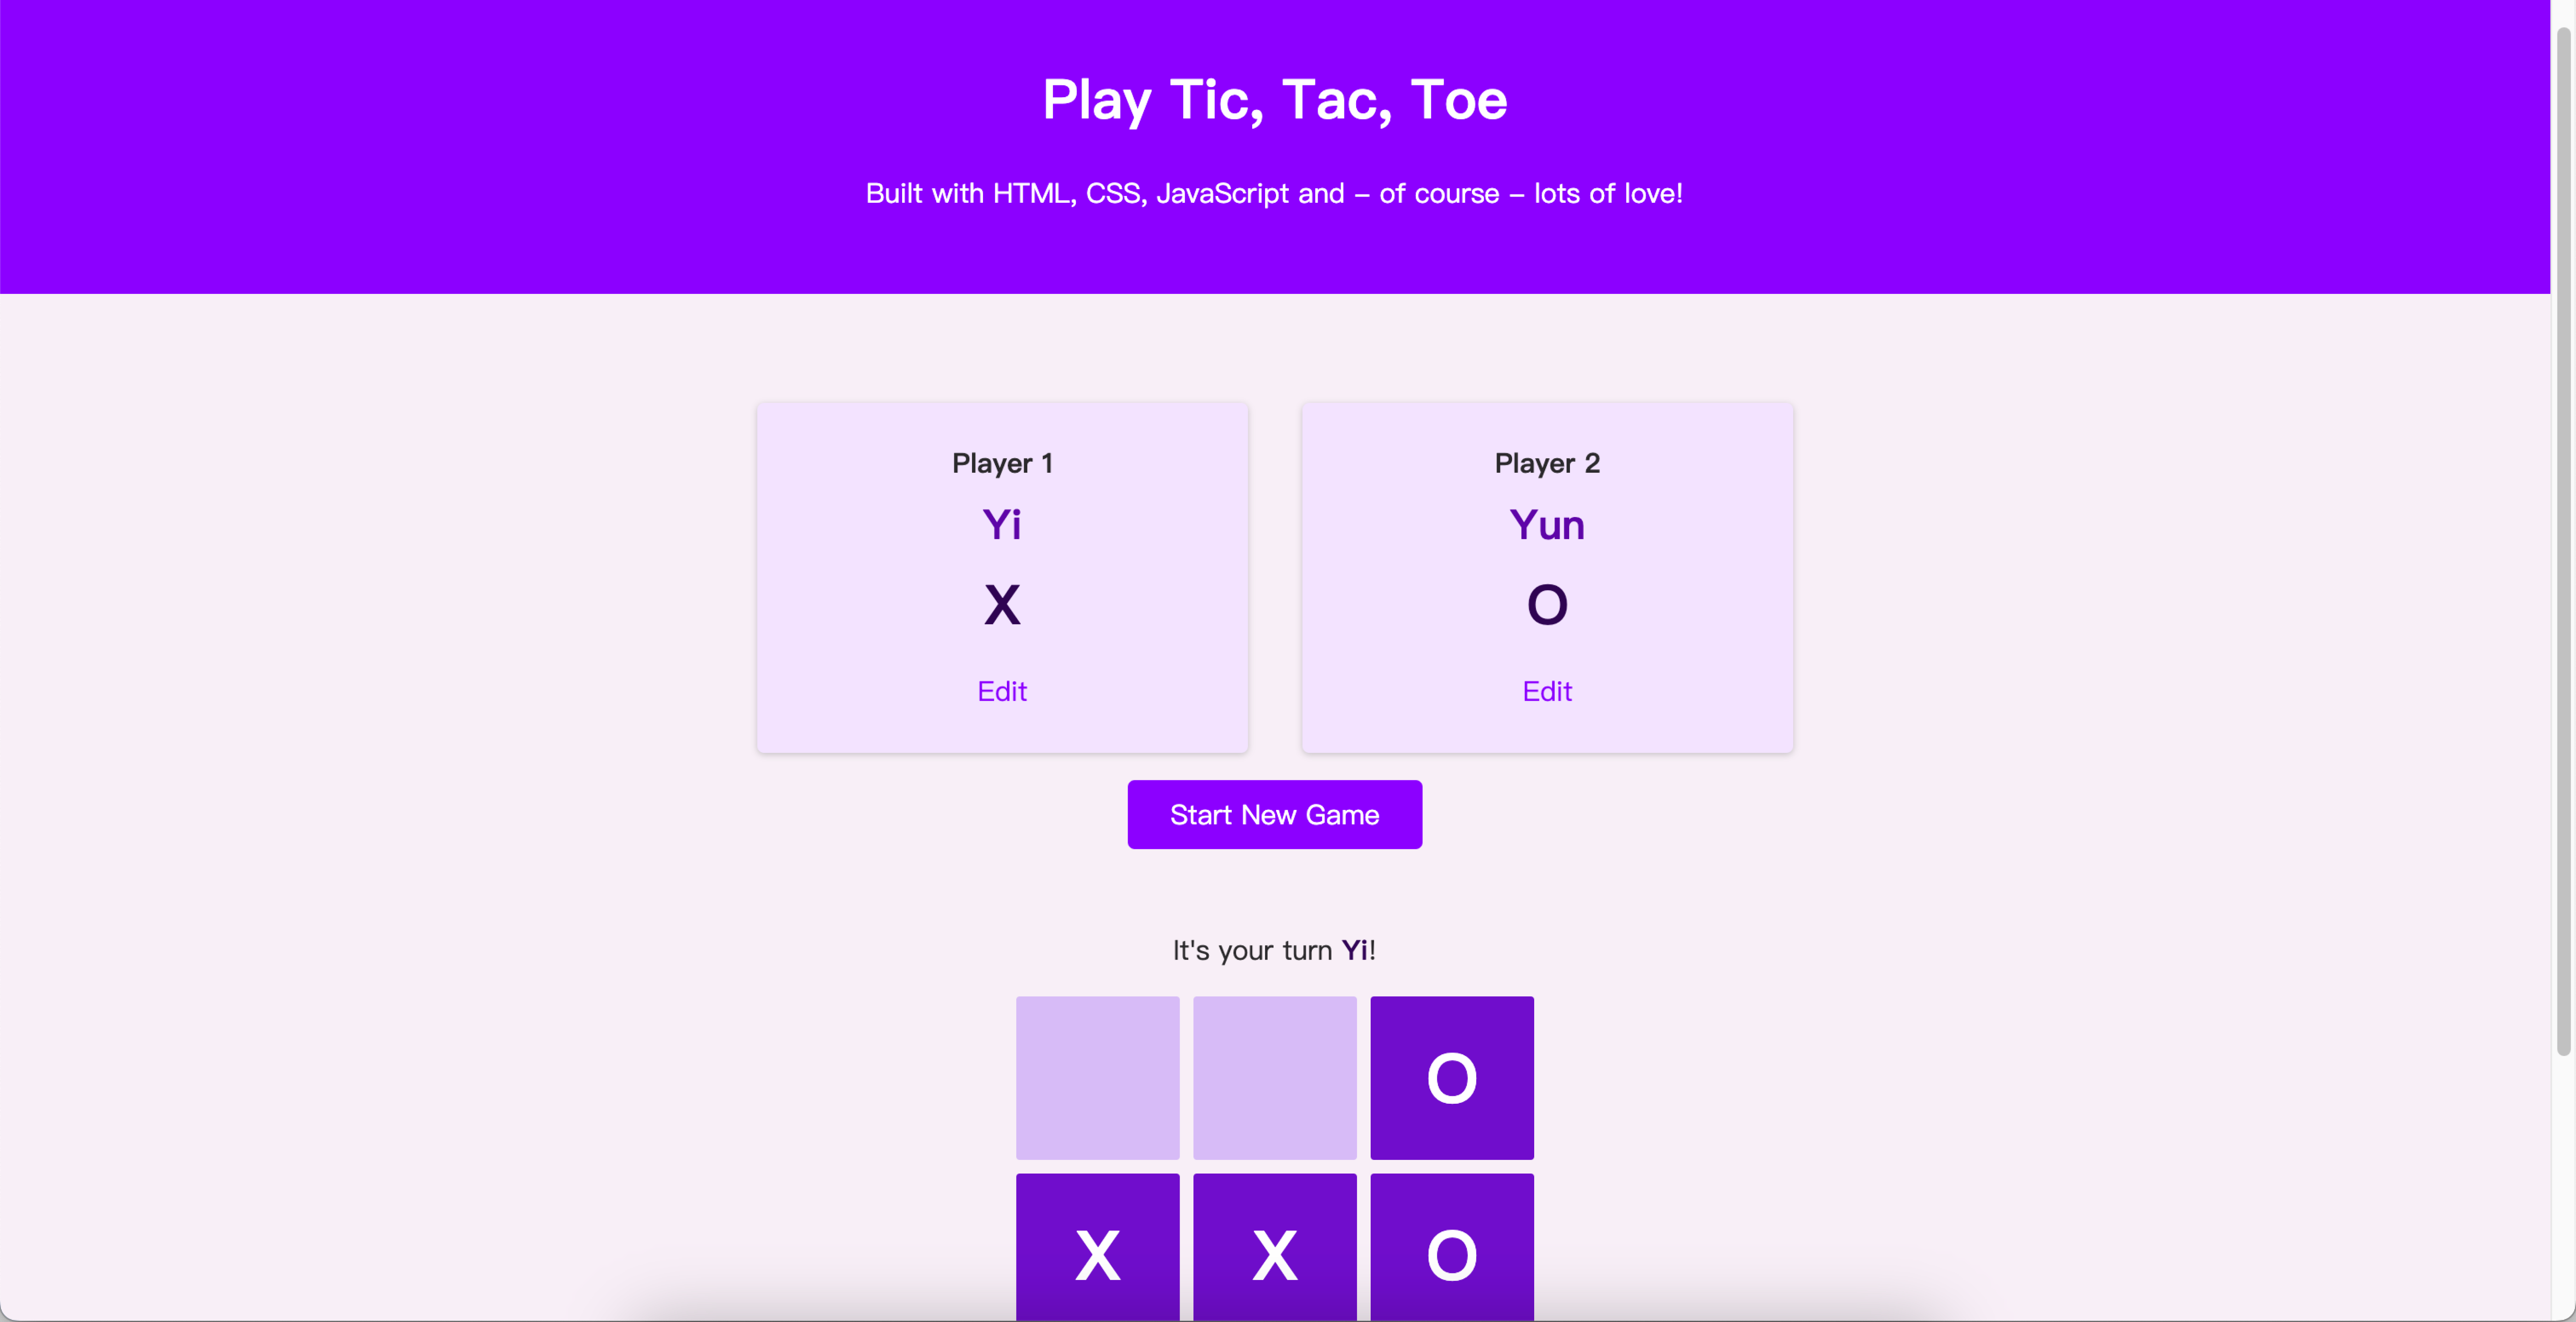 Play Tic, Tac, Toe
Built with HTML, CSS, JavaScript and – of course – lots of love!
Player 1
Yi
X
Edit
Player 2
Yun
O
Edit
Start New Game
It's your turn Yi!
O
X X O